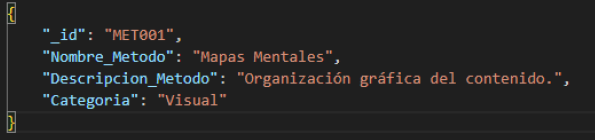 {
"_id": "MET001",
"Nombre_Metodo": "Mapas Mentales",
"Descripcion_Metodo": "Organización gráfica del contenido.",
"Categoria": "Visual"
}